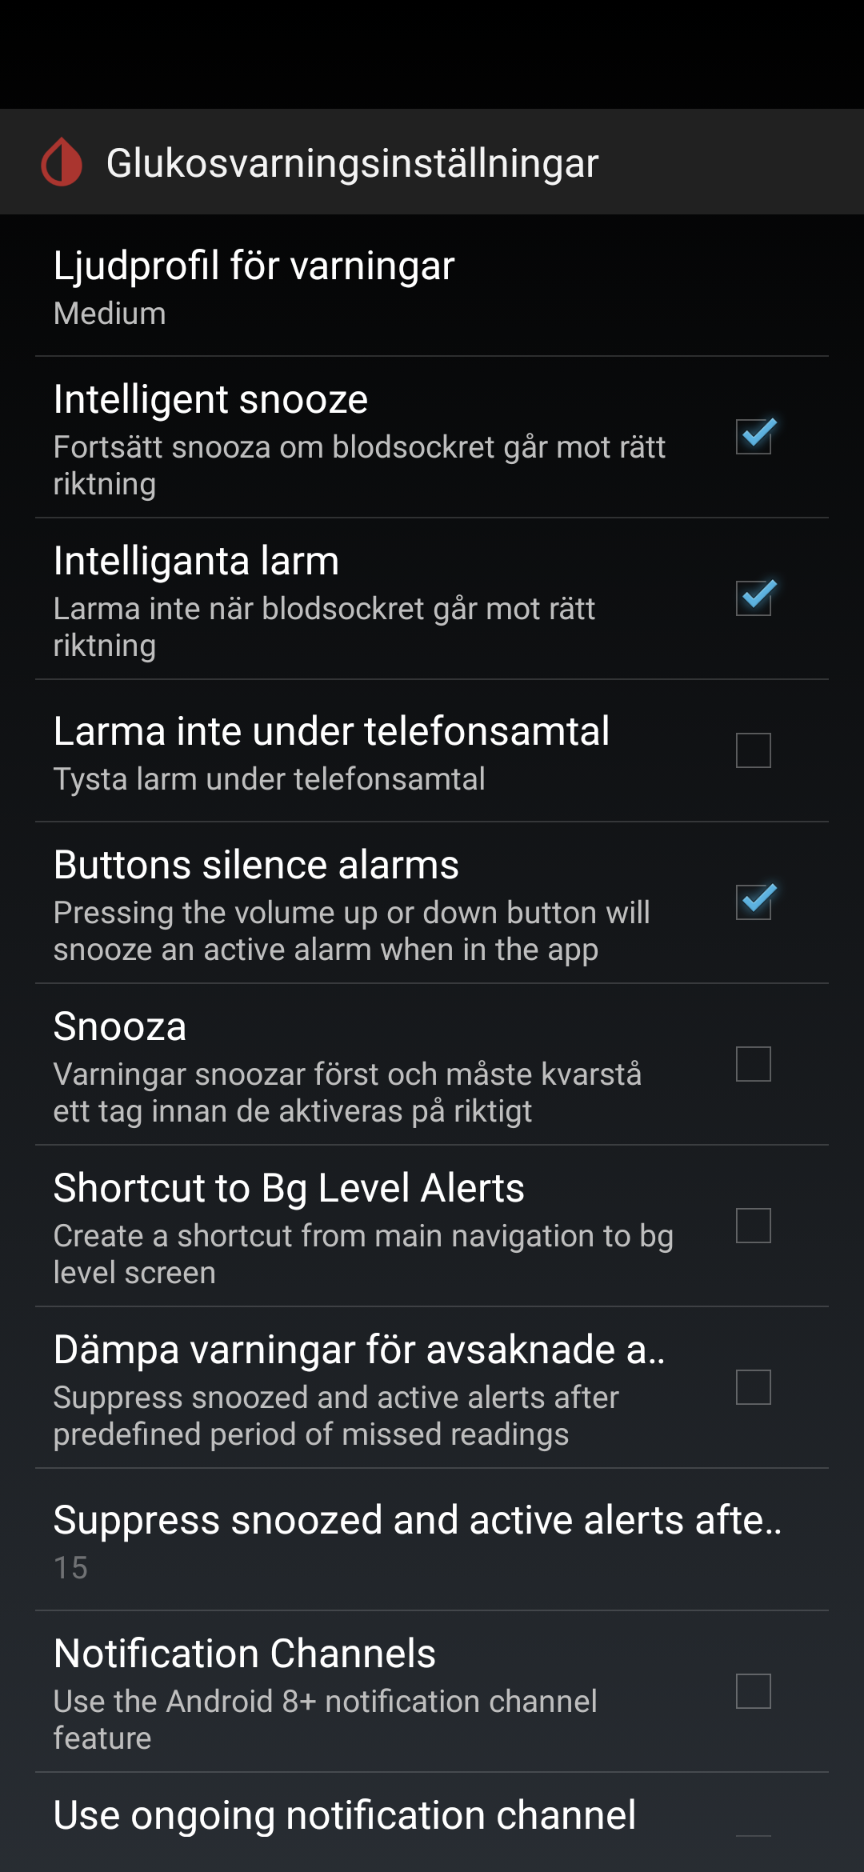 Glukosvarningsinställningar
Ljudprofil för varningar
Medium
Intelligent snooze
Fortsätt snooza om blodsockret går mot rätt
riktning
Intelliganta larm
Larma inte när blodsockret går mot rätt
riktning
Larma inte under telefonsamtal
Tysta larm under telefonsamtal
Buttons silence alarms
Pressing the volume up or down button will
snooze an active alarm when in the app
Snooza
Varningar snoozar först och måste kvarstå
ett tag innan de aktiveras på riktigt
Shortcut to Bg Level Alerts
Create a shortcut from main navigation to bg
level screen
Dämpa varningar för avsaknade a..
Suppress snoozed and active alerts after
predefined period of missed readings
Suppress snoozed and active alerts afte..
15
Notification Channels
Use the Android 8+ notification channel
feature
Use ongoing notification channel